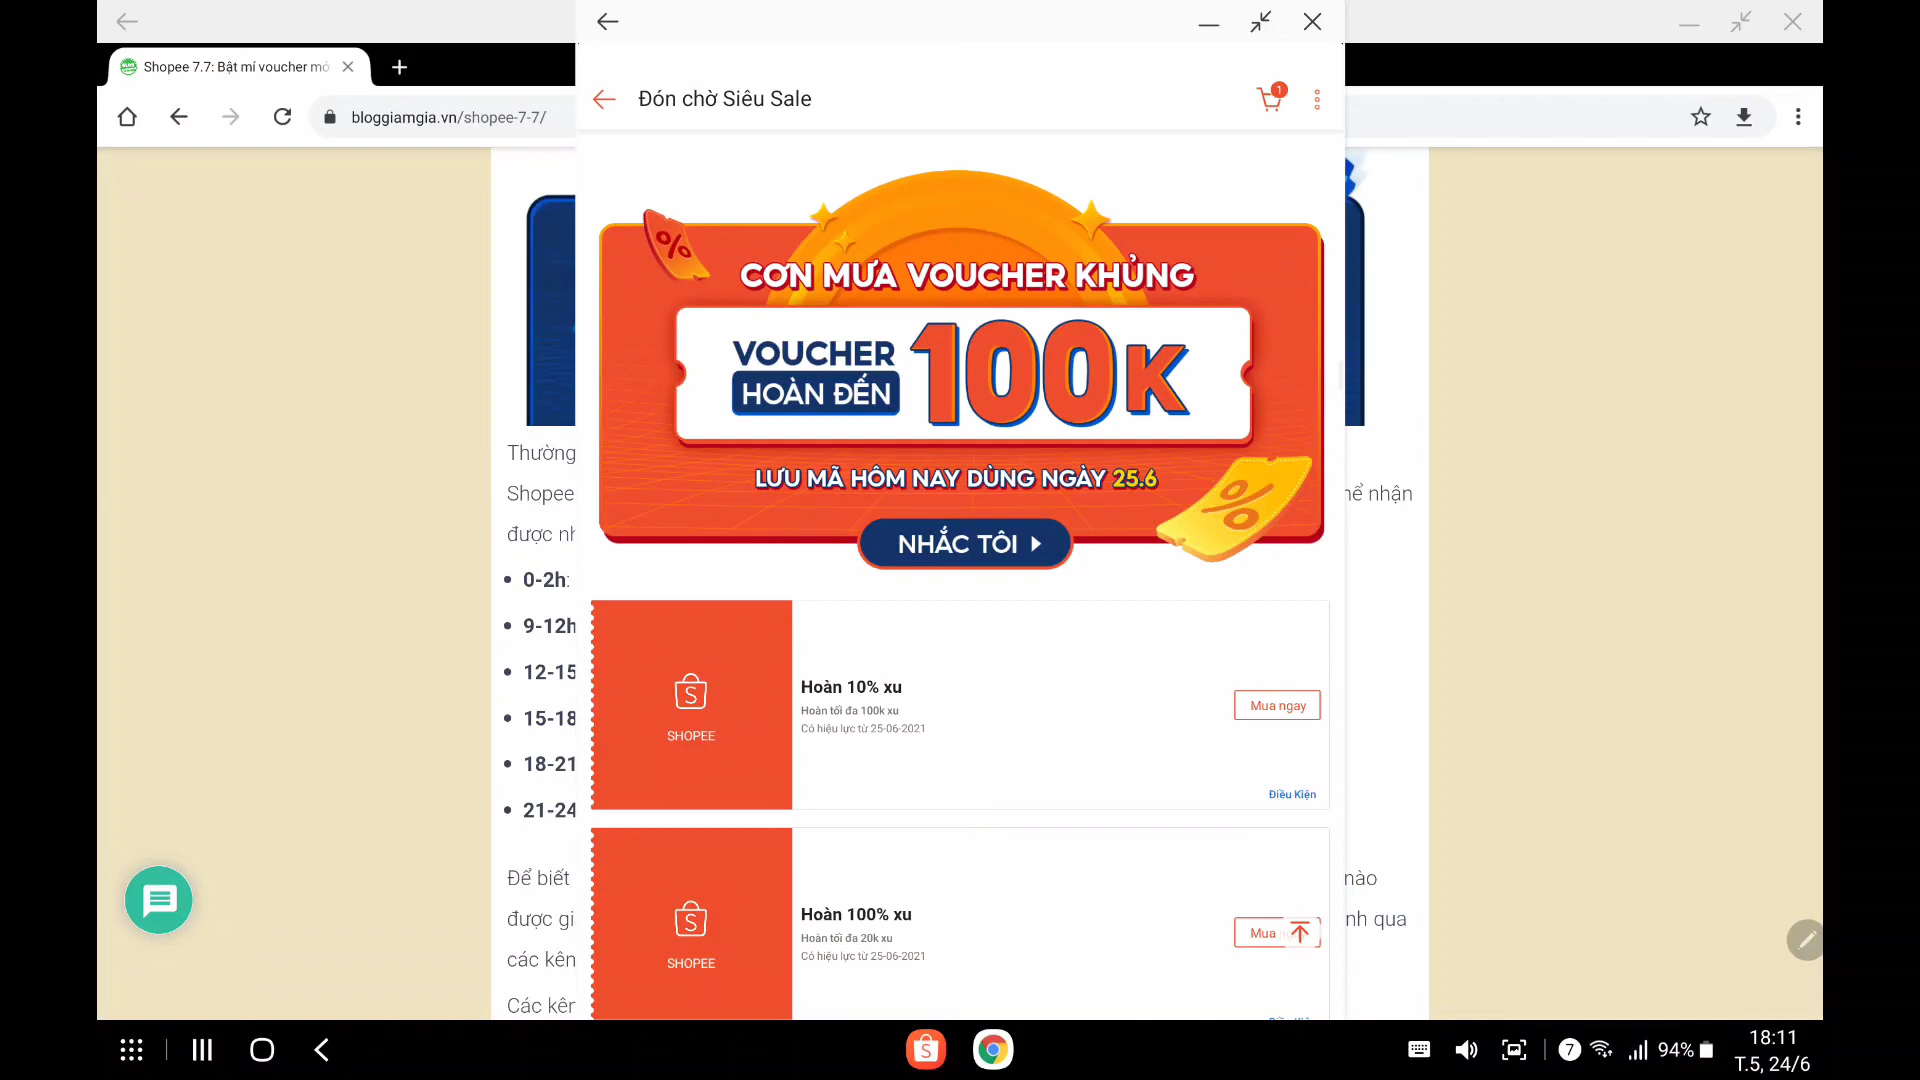 Shopee 7.7: Bật mí voucher mở
bloggiamgia.vn/shopee-7-7/
Đón chờ Siêu Sale
1
%
CƠN MƯA VOUCHER KHỦNG
VOUCHER
HOÀN ĐẾN
100K
LƯU MÃ HÔM NAY DÙNG NGÀY 25.6
%
NHẮC TÔI
Thường
Shopee
hể nhận
được nh
0-2h:
9-12h
12-15
15-18
18-21
21-24
Để biết
nào
được gi
nh qua
các kên
Các kên
S
SHOPEE
Hoàn 10% xu
Hoàn tối đa 100k xu
Có hiệu lực từ 25-06-2021
Mua ngay
Điều Kiện
S
SHOPEE
Hoàn 100% xu
Hoàn tối đa 20k xu
Có hiệu lực từ 25-06-2021
Mua
7
94%
18:11
T.5, 24/6